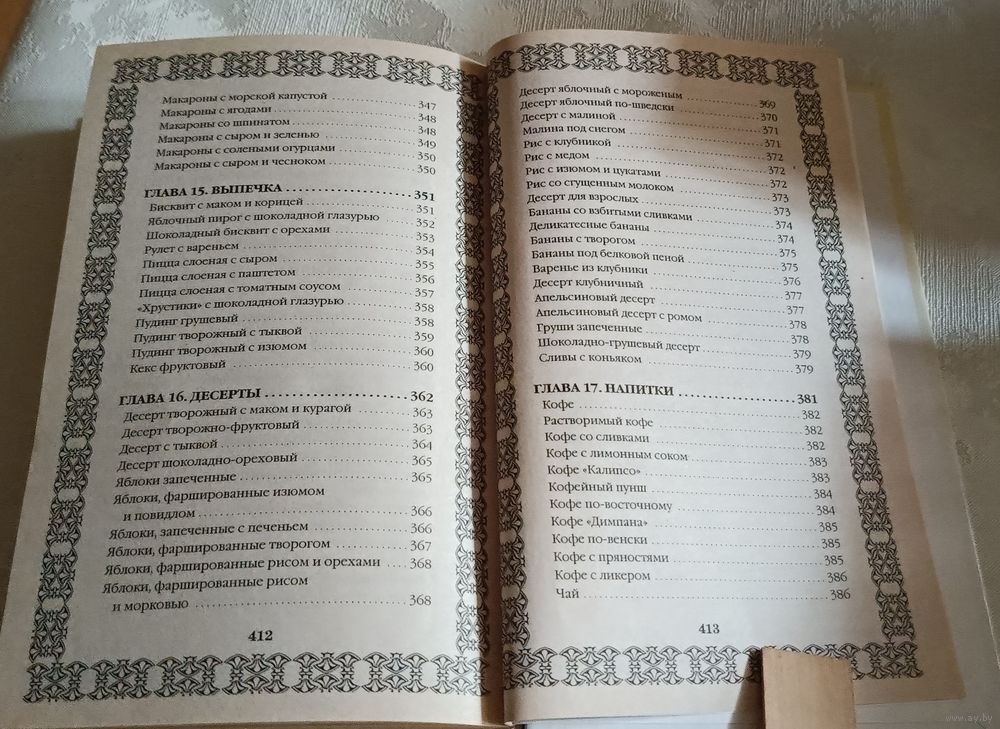 Макароны с морской капустой ........ 347
Макароны с ягодами ........ 348
Макароны со шпинатом ........ 348
Макароны с сыром и зеленью ........ 349
Макароны с солеными огурцами ........ 350
Макароны с сыром и чесноком ........ 350
ГЛАВА 15. ВЫПЕЧКА ........ 351
Бисквит с маком и корицей ........ 351
Яблочный пирог с шоколадной глазурью ........ 352
Шоколадный бисквит с орехами ........ 353
Рулет с вареньем ........ 354
Пицца слоеная с сыром ........ 355
Пицца слоеная с паштетом ........ 356
Пицца слоеная с томатным соусом ........ 357
«Хрустики» с шоколадной глазурью ........ 358
Пудинг грушевый ........ 358
Пудинг творожный с тыквой ........ 359
Пудинг творожный с изюмом ........ 360
Кекс фруктовый ........ 360
ГЛАВА 16. ДЕСЕРТЫ ........ 362
Десерт творожный с маком и курагой ........ 363
Десерт творожно-фруктовый ........ 363
Десерт с тыквой ........ 364
Десерт шоколадно-ореховый ........ 365
Яблоки запеченные ........ 365
Яблоки, фаршированные изюмом
и повидлом ........ 366
Яблоки, запеченные с печеньем ........ 366
Яблоки, фаршированные творогом ........ 367
Яблоки, фаршированные рисом и орехами .... 368
Яблоки, фаршированные рисом
и морковью ........ 368
412
Десерт яблочный с мороженым ........ 369
Десерт яблочный по-шведски ........ 370
Десерт с малиной ........ 371
Малина под снегом ........ 371
Рис с клубникой ........ 372
Рис с медом ........ 372
Рис с изюмом и цукатами ........ 372
Рис со сгущенным молоком ........ 373
Десерт для взрослых ........ 373
Бананы со взбитыми сливками ........ 374
Деликатесные бананы ........ 374
Бананы с творогом ........ 375
Бананы под белковой пеной ........ 375
Варенье из клубники ........ 376
Десерт клубничный ........ 377
Апельсиновый десерт ........ 377
Апельсиновый десерт с ромом ........ 378
Груши запеченные ........ 378
Шоколадно-грушевый десерт ........ 379
Сливы с коньяком ........ 379
ГЛАВА 17. НАПИТКИ ........ 381
Кофе ........ 382
Растворимый кофе ........ 382
Кофе со сливками ........ 382
Кофе с лимонным соком ........ 383
Кофе «Калипсо» ........ 383
Кофейный пунш ........ 384
Кофе по-восточному ........ 384
Кофе «Димпана» ........ 385
Кофе по-венски ........ 385
Кофе с пряностями ........ 385
Кофе с ликером ........ 386
Чай ........ 386
413
www.ay.by